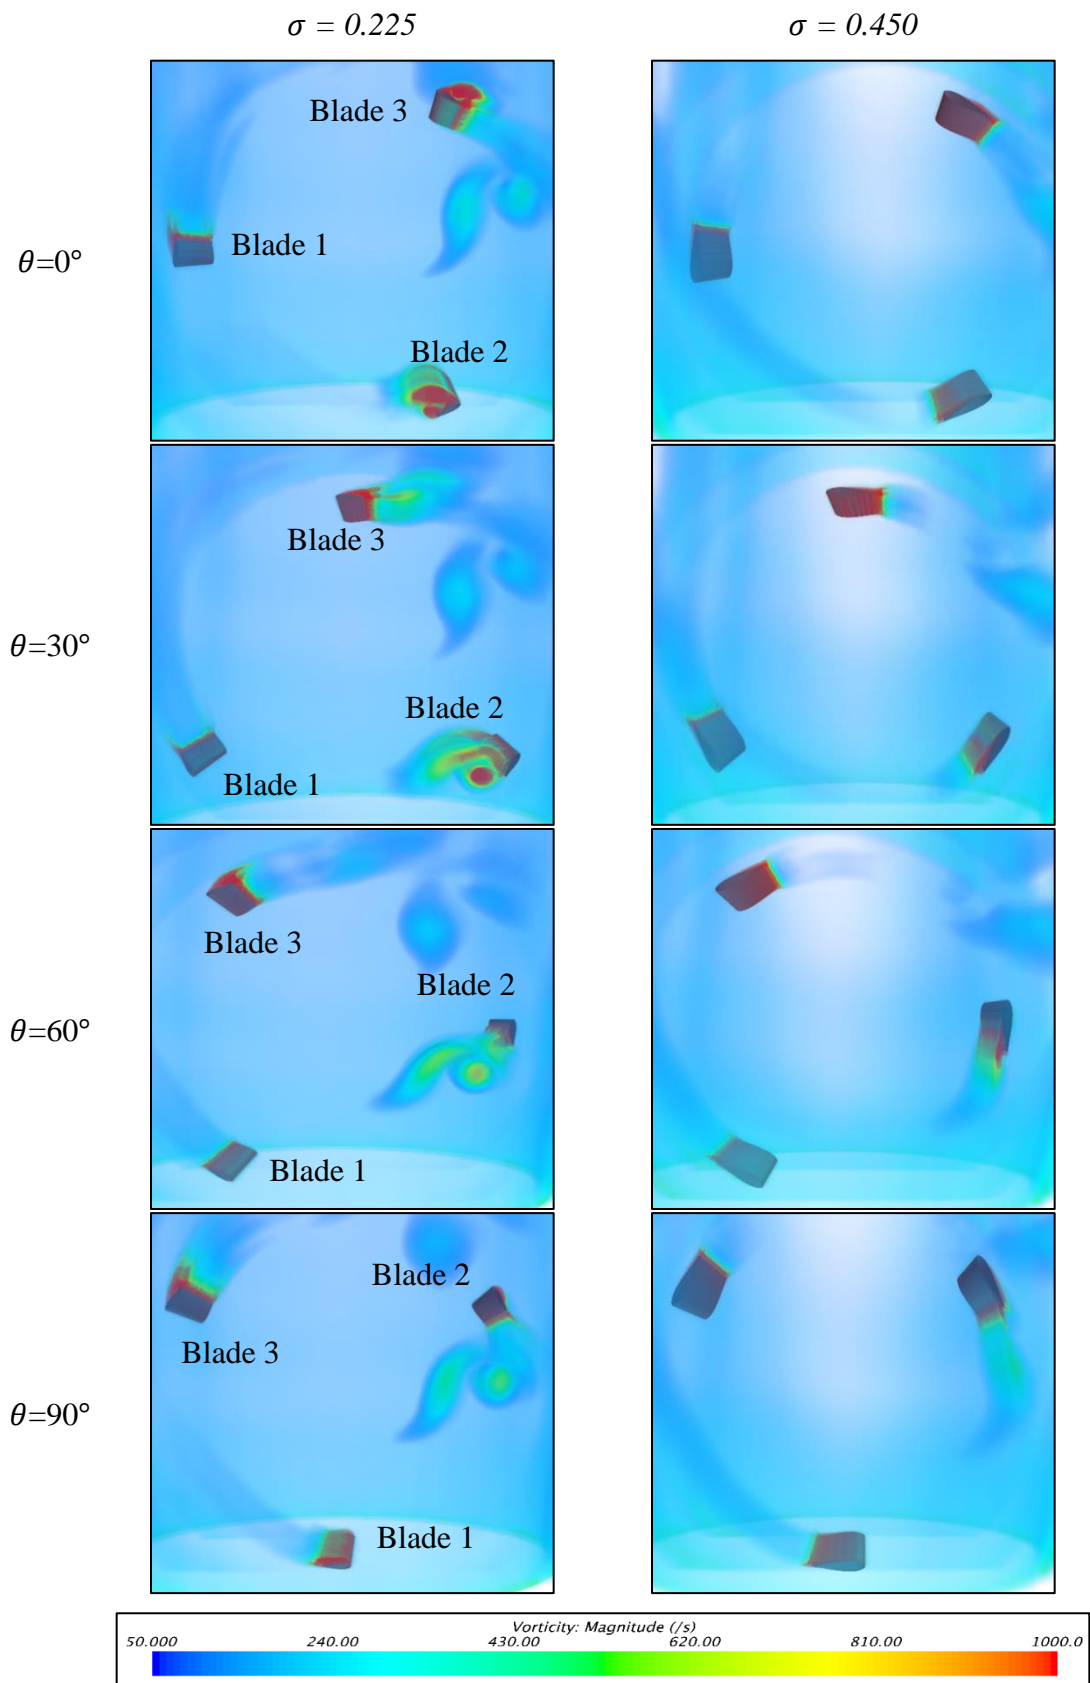 σ = 0.225
σ = 0.450
θ=0°
Blade 3
Blade 1
Blade 2
θ=30°
Blade 3
Blade 2
Blade 1
θ=60°
Blade 3
Blade 2
Blade 1
θ=90°
Blade 2
Blade 3
Blade 1
Vorticity: Magnitude (/s)
50.000 240.00 430.00 620.00 810.00 1000.0